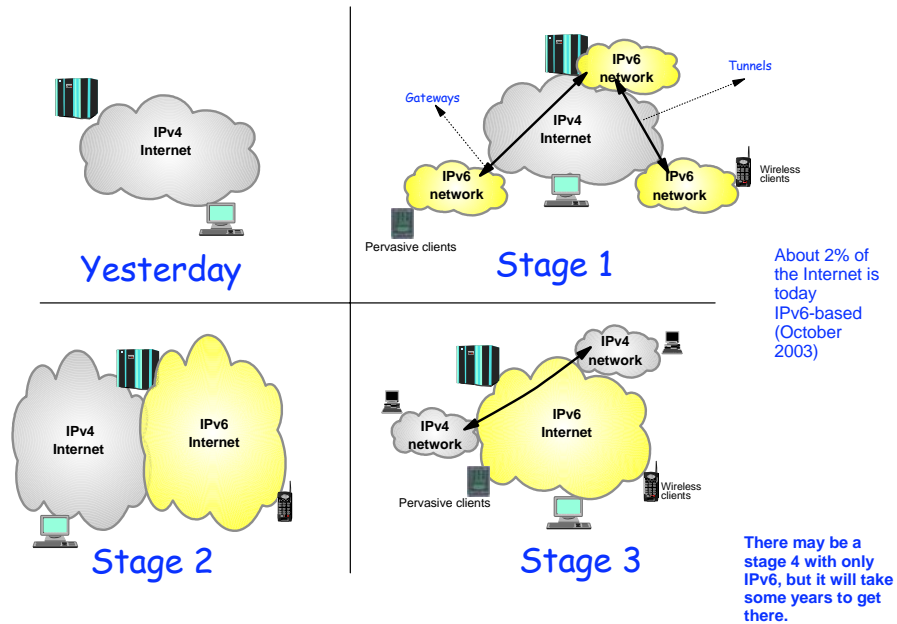 IPv4
Internet
Yesterday
IPv6
network
Tunnels
Gateways
IPv4
Internet
IPv6
network
IPv6
network
Wireless
clients
Pervasive clients
Stage 1
About 2% of
the Internet is
today
IPv6-based
(October
2003)
IPv4
Internet
IPv6
Internet
Stage 2
IPv4
network
IPv6
Internet
IPv4
network
Wireless
clients
Pervasive clients
Stage 3
There may be a
stage 4 with only
IPv6, but it will take
some years to get
there.